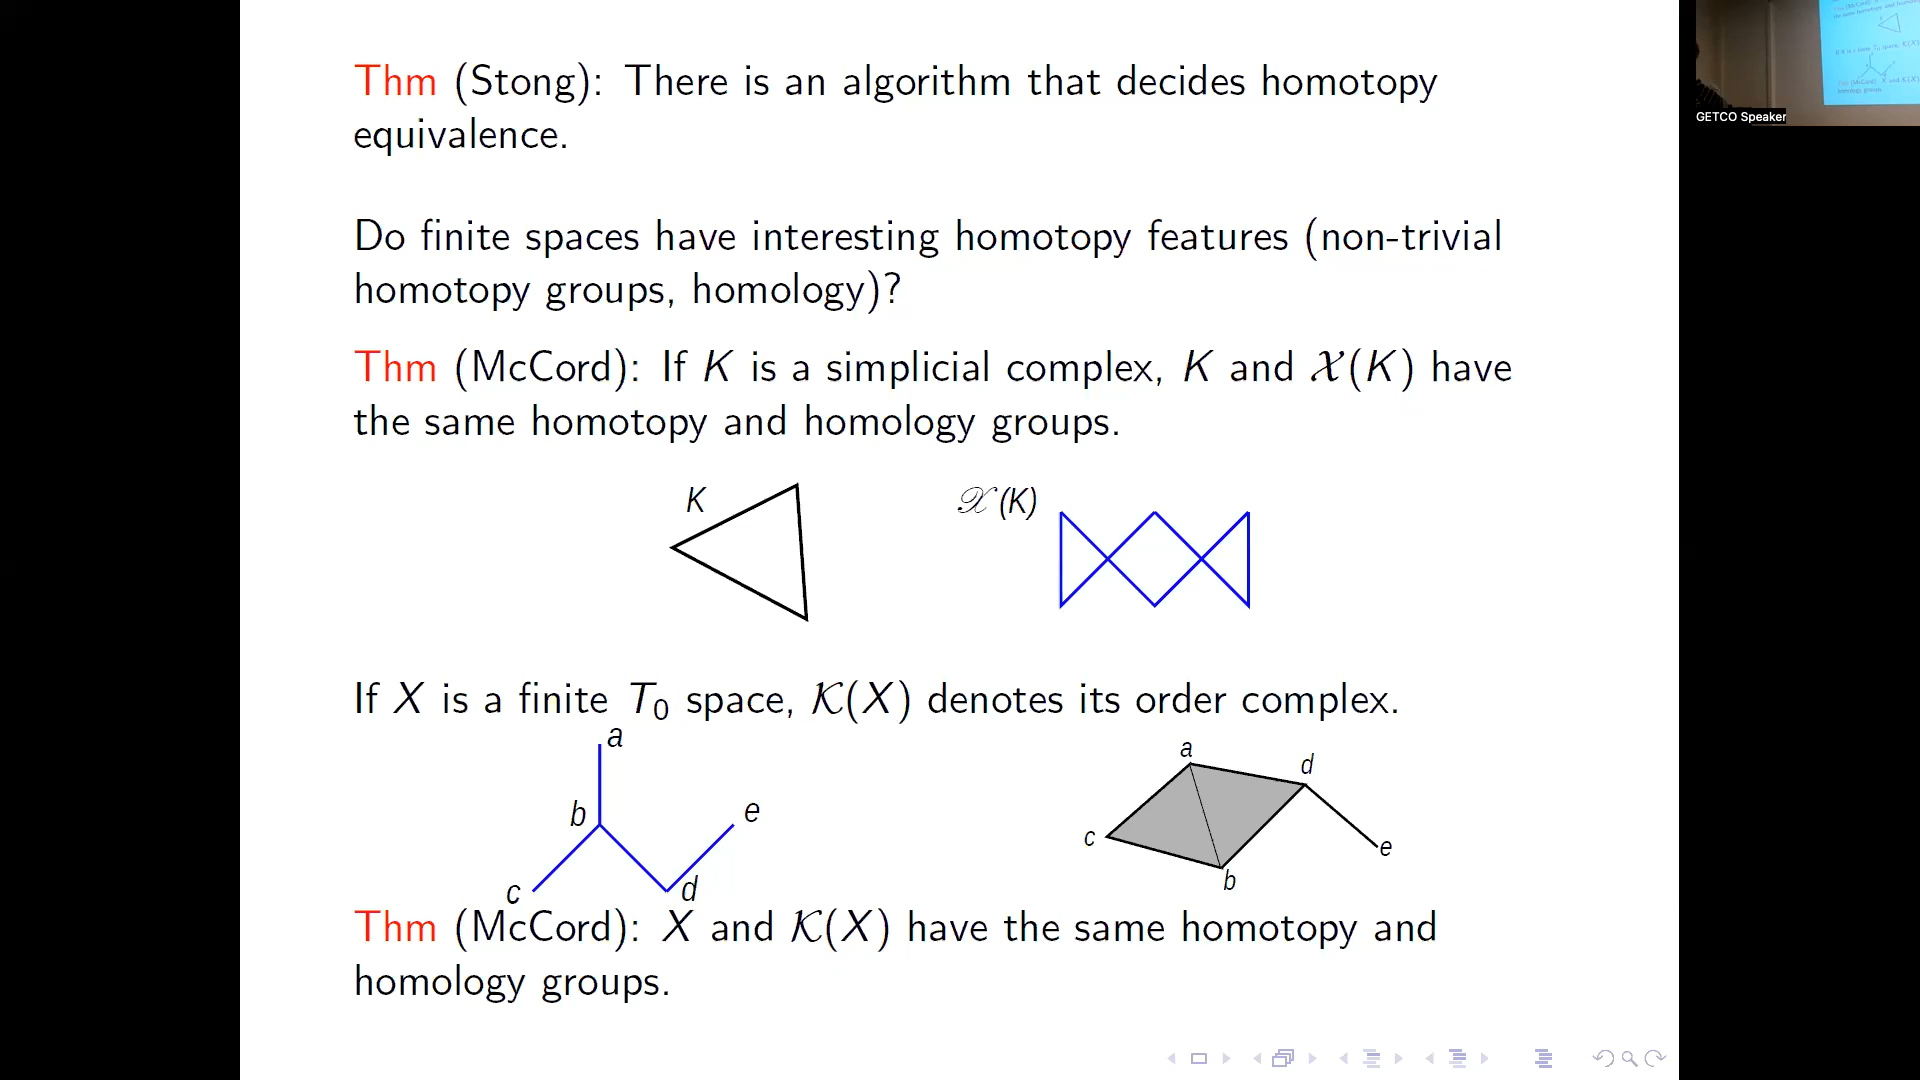 Thm (Stong): There is an algorithm that decides homotopy
equivalence.
Do finite spaces have interesting homotopy features (non-trivial
homotopy groups, homology)?
Thm (McCord): If K is a simplicial complex, K and 𝒳(K) have
the same homotopy and homology groups.
K
𝒳(K)
If X is a finite T₀ space, 𝒦(X) denotes its order complex.
a
b
e
c
d
a
d
c
e
b
Thm (McCord): X and 𝒦(X) have the same homotopy and
homology groups.
GETCO Speaker